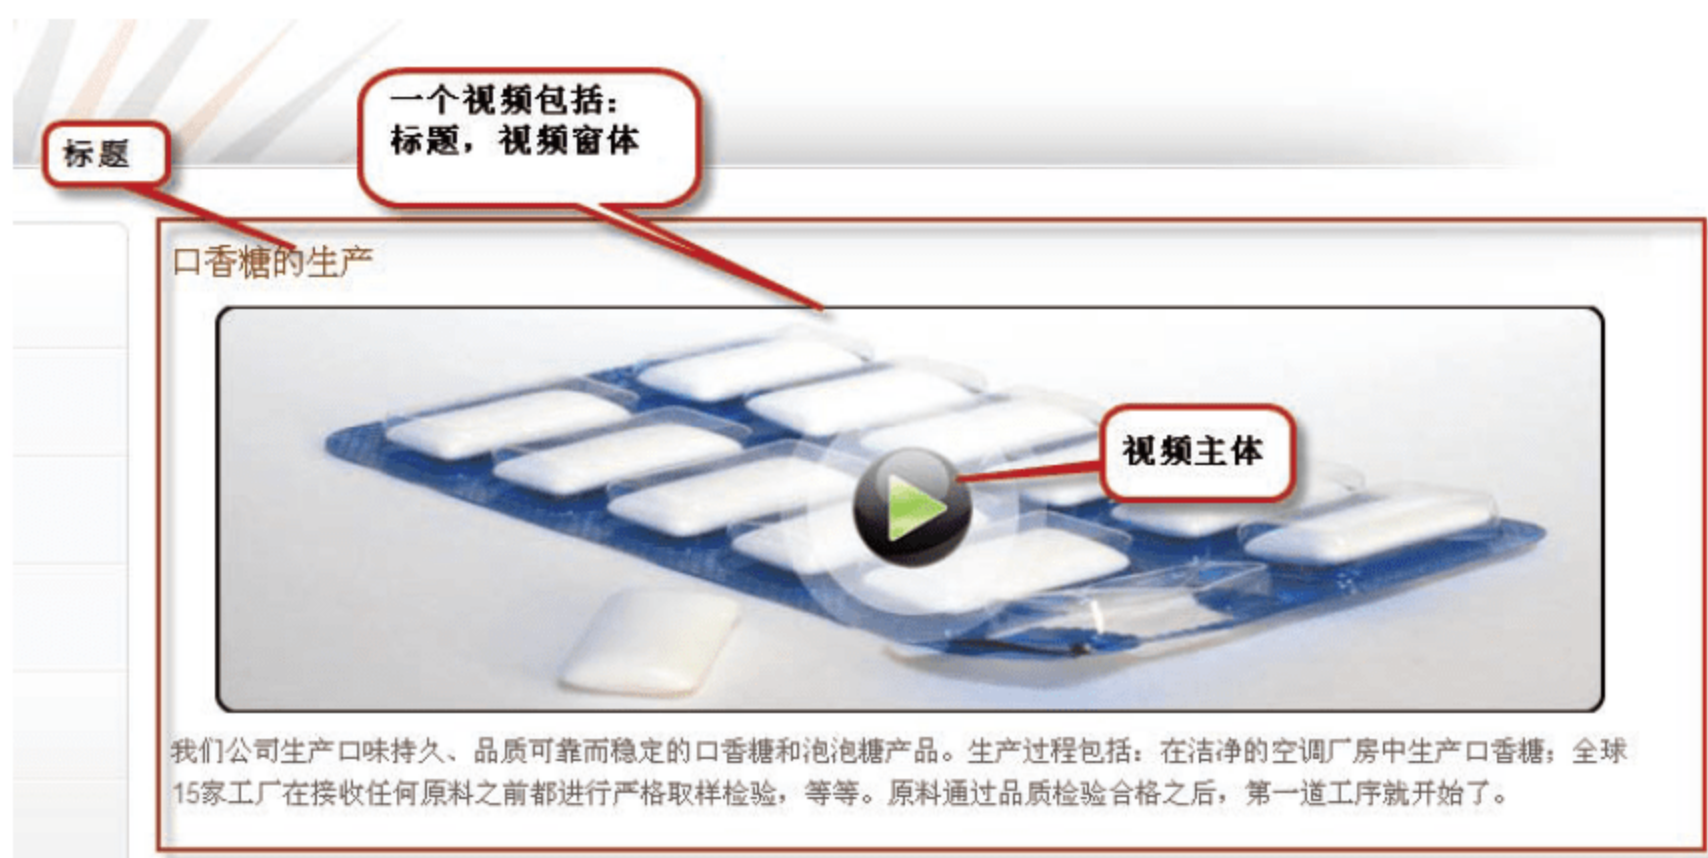 一个视频包括：
标题，视频窗体
标题
口香糖的生产
视频主体
我们公司生产口味持久、品质可靠而稳定的口香糖和泡泡糖产品。生产过程包括：在洁净的空调厂房中生产口香糖；全球
15家工厂在接收任何原料之前都进行严格取样检验，等等。原料通过品质检验合格之后，第一道工序就开始了。